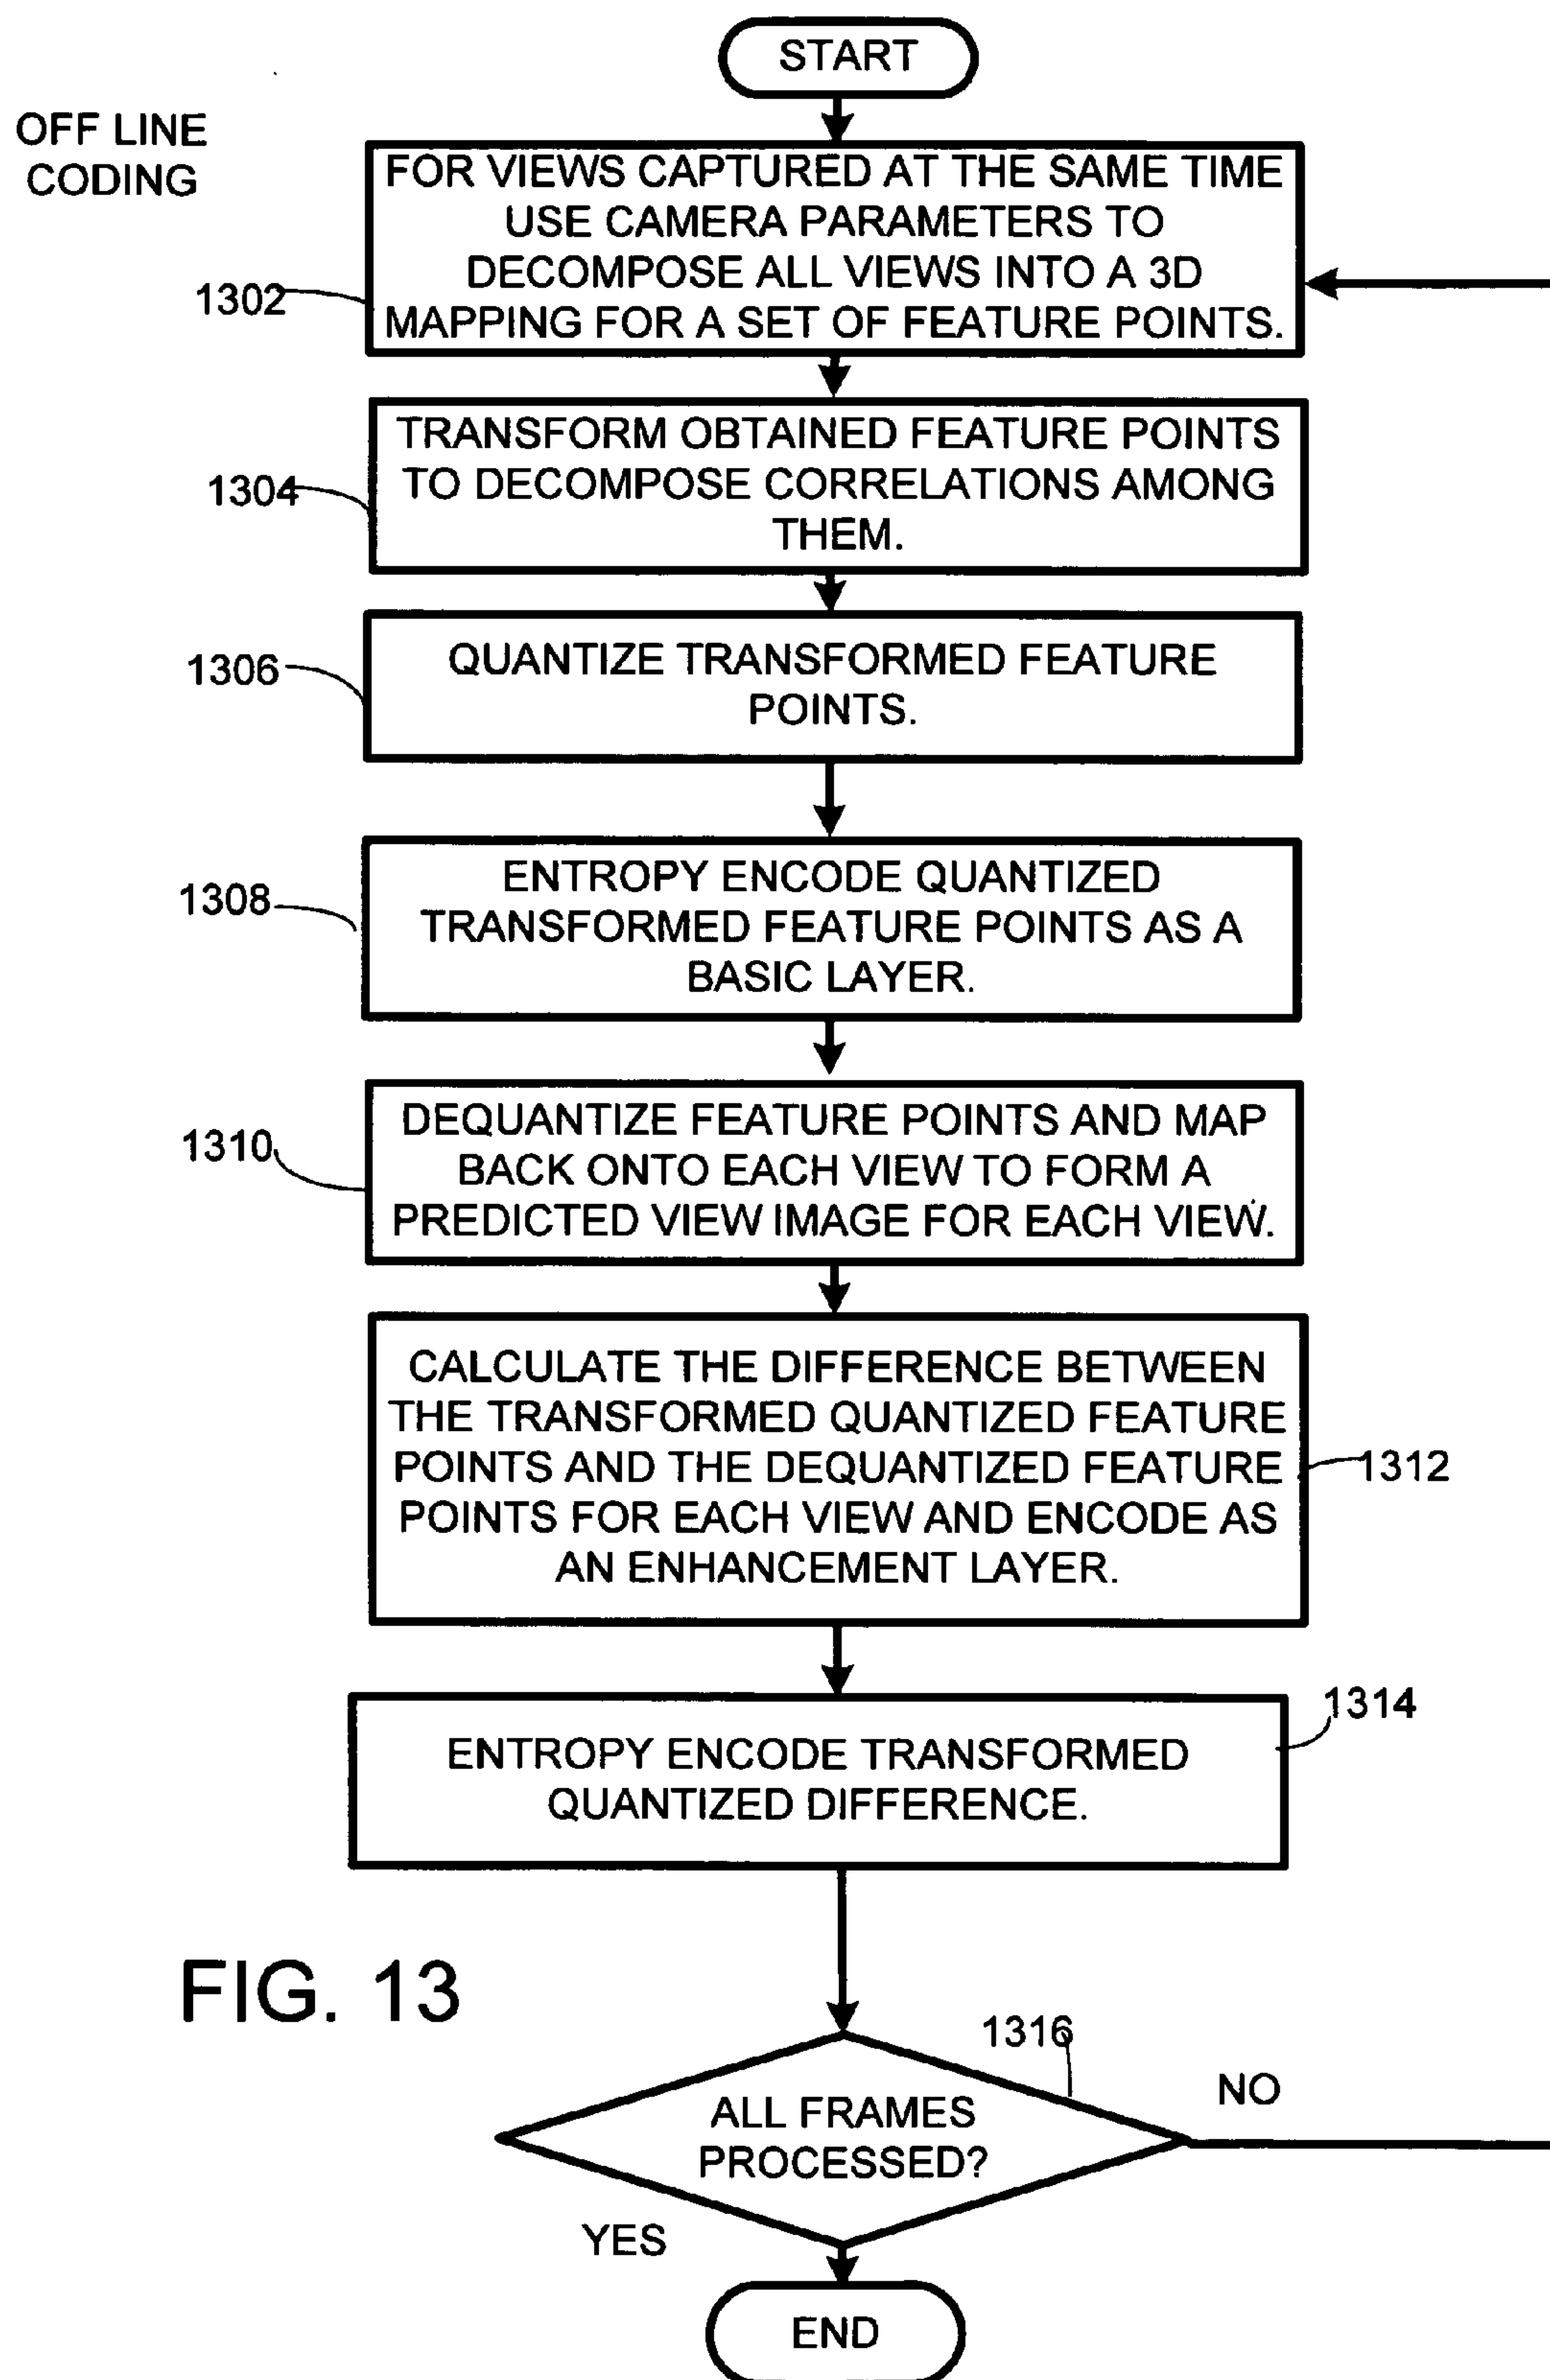 START
OFF LINE
CODING
FOR VIEWS CAPTURED AT THE SAME TIME
USE CAMERA PARAMETERS TO
DECOMPOSE ALL VIEWS INTO A 3D
MAPPING FOR A SET OF FEATURE POINTS.
1302
TRANSFORM OBTAINED FEATURE POINTS
TO DECOMPOSE CORRELATIONS AMONG
THEM.
1304
QUANTIZE TRANSFORMED FEATURE
POINTS.
1306
ENTROPY ENCODE QUANTIZED
TRANSFORMED FEATURE POINTS AS A
BASIC LAYER.
1308
DEQUANTIZE FEATURE POINTS AND MAP
BACK ONTO EACH VIEW TO FORM A
PREDICTED VIEW IMAGE FOR EACH VIEW.
1310
CALCULATE THE DIFFERENCE BETWEEN
THE TRANSFORMED QUANTIZED FEATURE
POINTS AND THE DEQUANTIZED FEATURE
POINTS FOR EACH VIEW AND ENCODE AS
AN ENHANCEMENT LAYER.
1312
1314
ENTROPY ENCODE TRANSFORMED
QUANTIZED DIFFERENCE.
FIG. 13
1316
NO
ALL FRAMES
PROCESSED?
YES
END